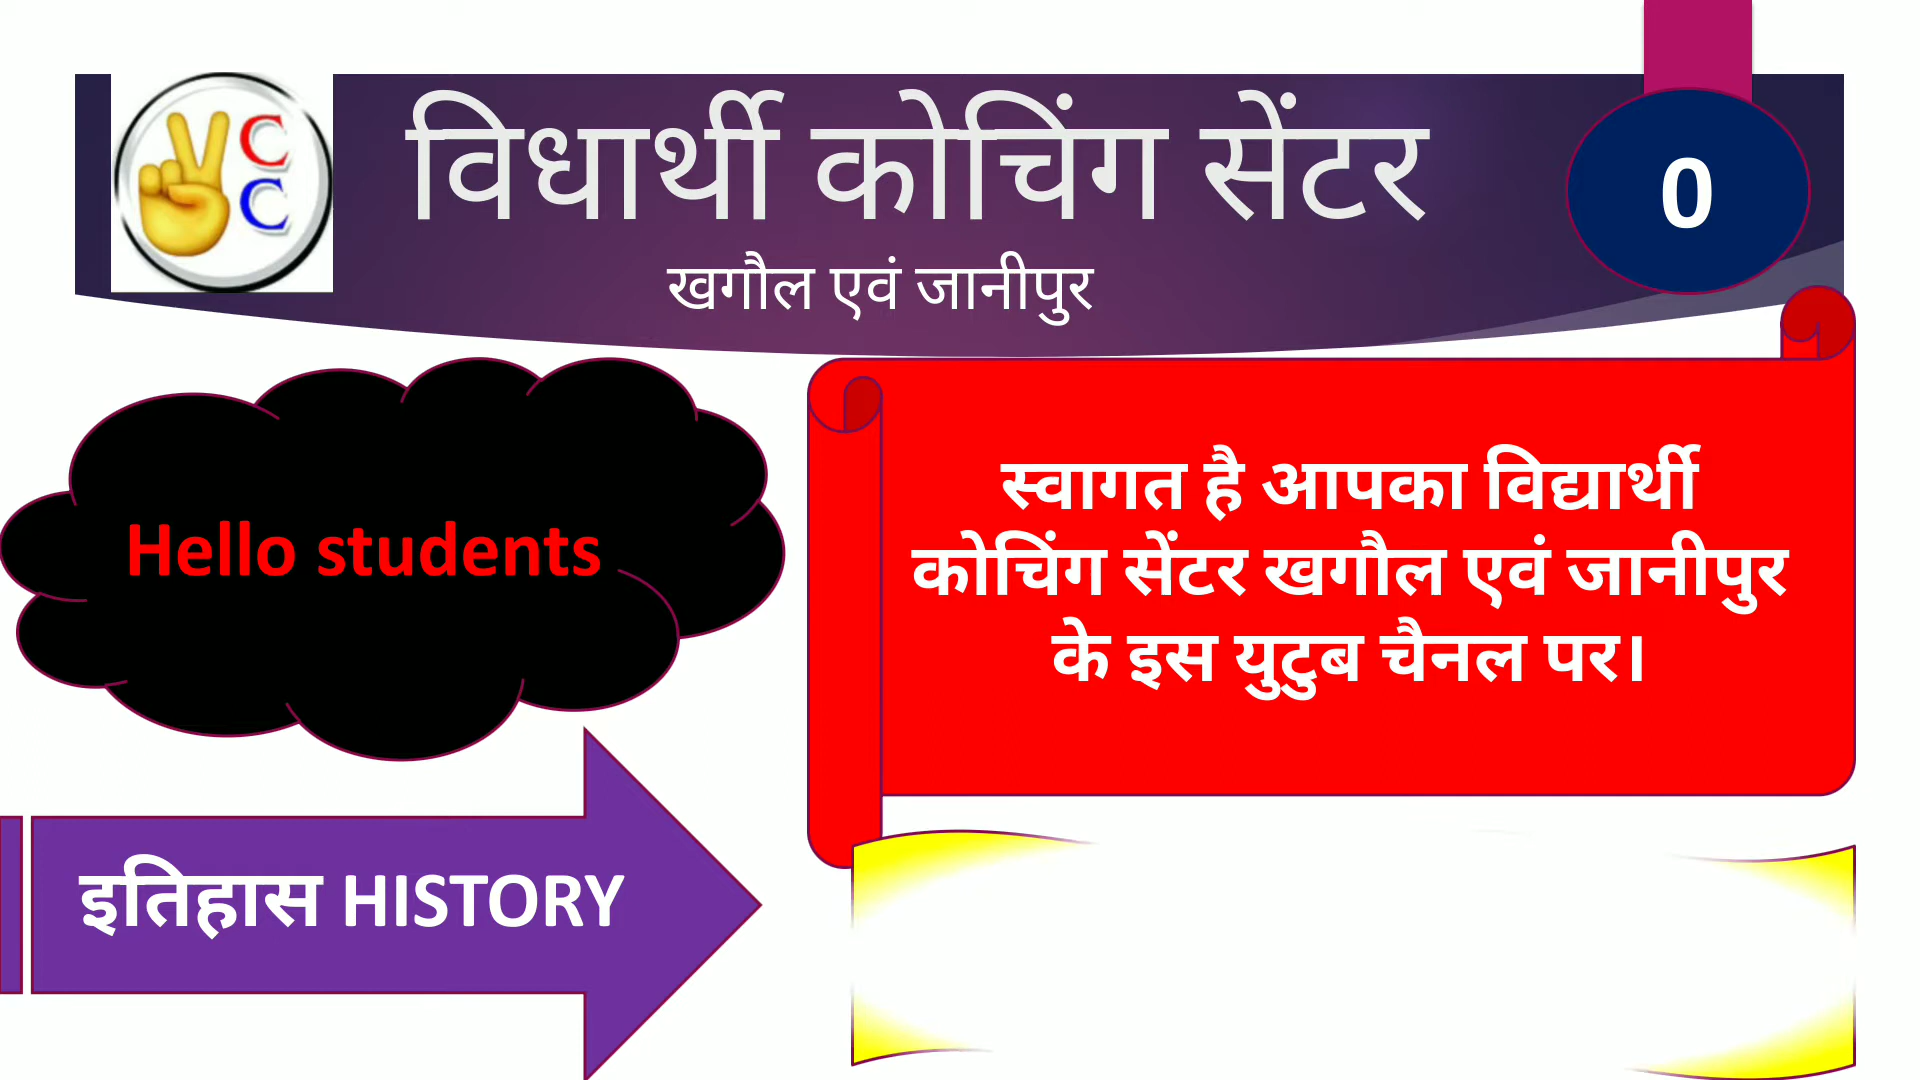 C
C
विधार्थी कोचिंग सेंटर
0
खगौल एवं जानीपुर
Hello students
स्वागत है आपका विद्यार्थी
कोचिंग सेंटर खगौल एवं जानीपुर
के इस युटुब चैनल पर।
इतिहास HISTORY